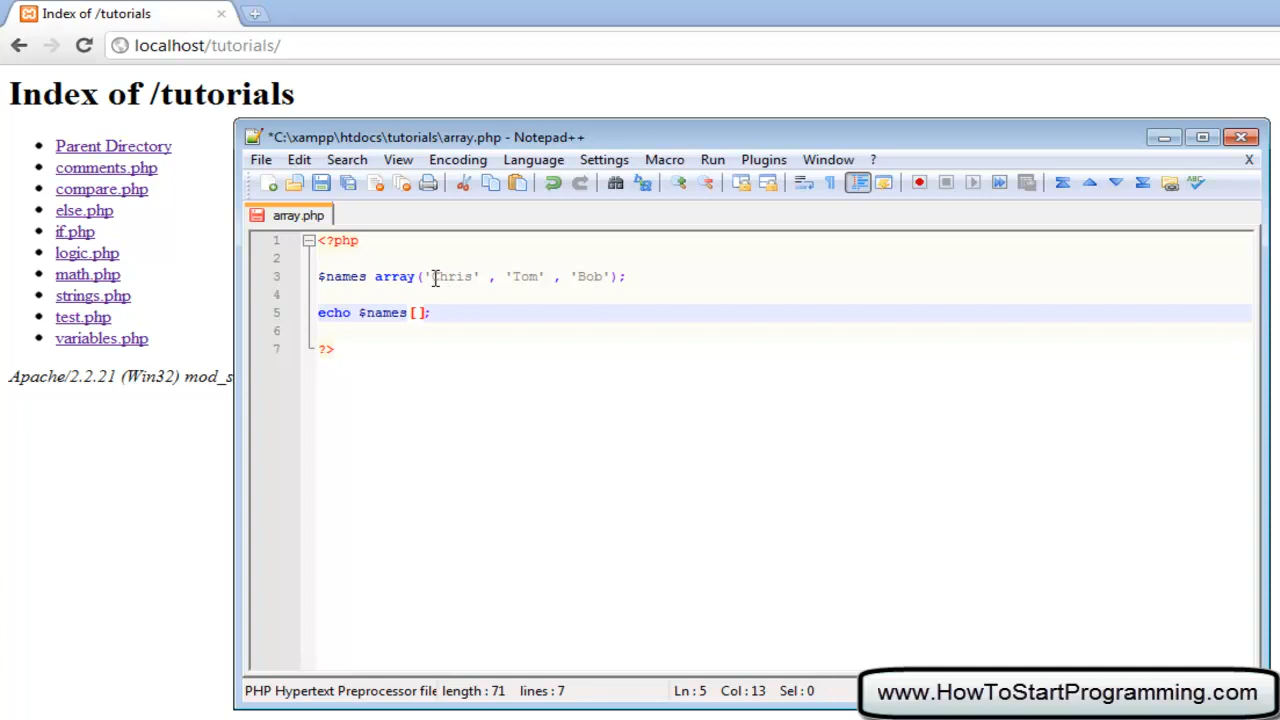 Index of /tutorials
localhost/tutorials/
Index of /tutorials
Parent Directory
comments.php
compare.php
else.php
if.php
logic.php
math.php
strings.php
test.php
variables.php
Apache/2.2.21 (Win32) mod_s
*C:\xampp\htdocs\tutorials\array.php - Notepad++
File Edit Search View Encoding Language Settings Macro Run Plugins Window ? X
array.php
1 <?php
2
3 $names array('Chris' , 'Tom' , 'Bob');
4
5 echo $names[];
6
7 ?>
PHP Hypertext Preprocessor file length : 71 lines : 7 Ln : 5 Col : 13 Sel : 0
www.HowToStartProgramming.com